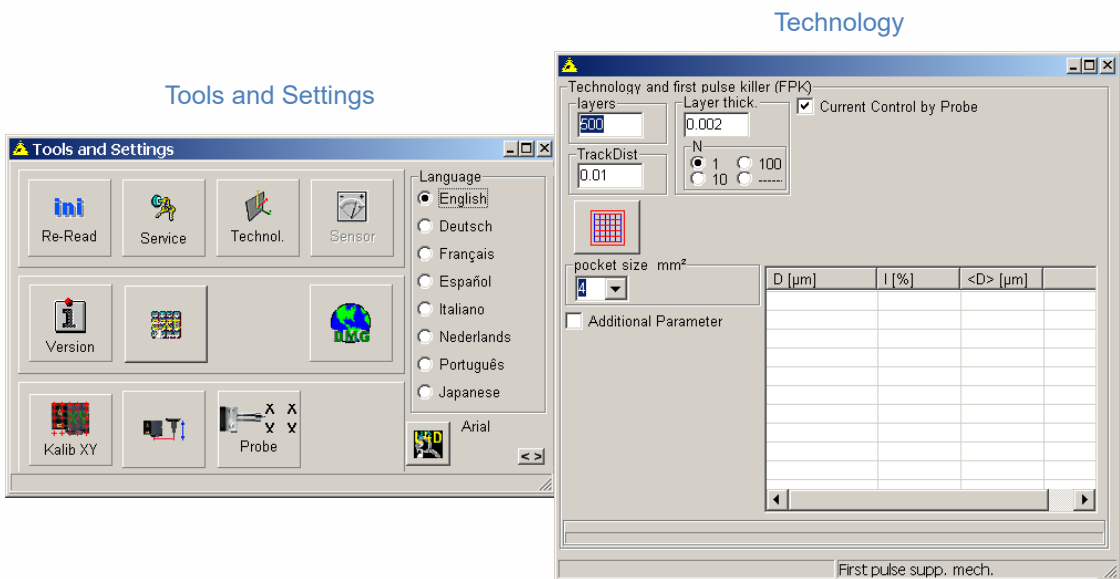 Technology
Tools and Settings
Tools and Settings
ini
Re-Read
Service
Technol.
Sensor
Version
DMG
Kalib XY
X X
X X
Probe
Language
English
Deutsch
Français
Español
Italiano
Nederlands
Português
Japanese
Arial
< >
Technology and first pulse killer (FPK)
layers
500
Layer thick.
0.002
Current Control by Probe
TrackDist
0.01
N
1 100
10 ------
pocket size mm²
4
Additional Parameter
D [µm] I [%] <D> [µm]
First pulse supp. mech.